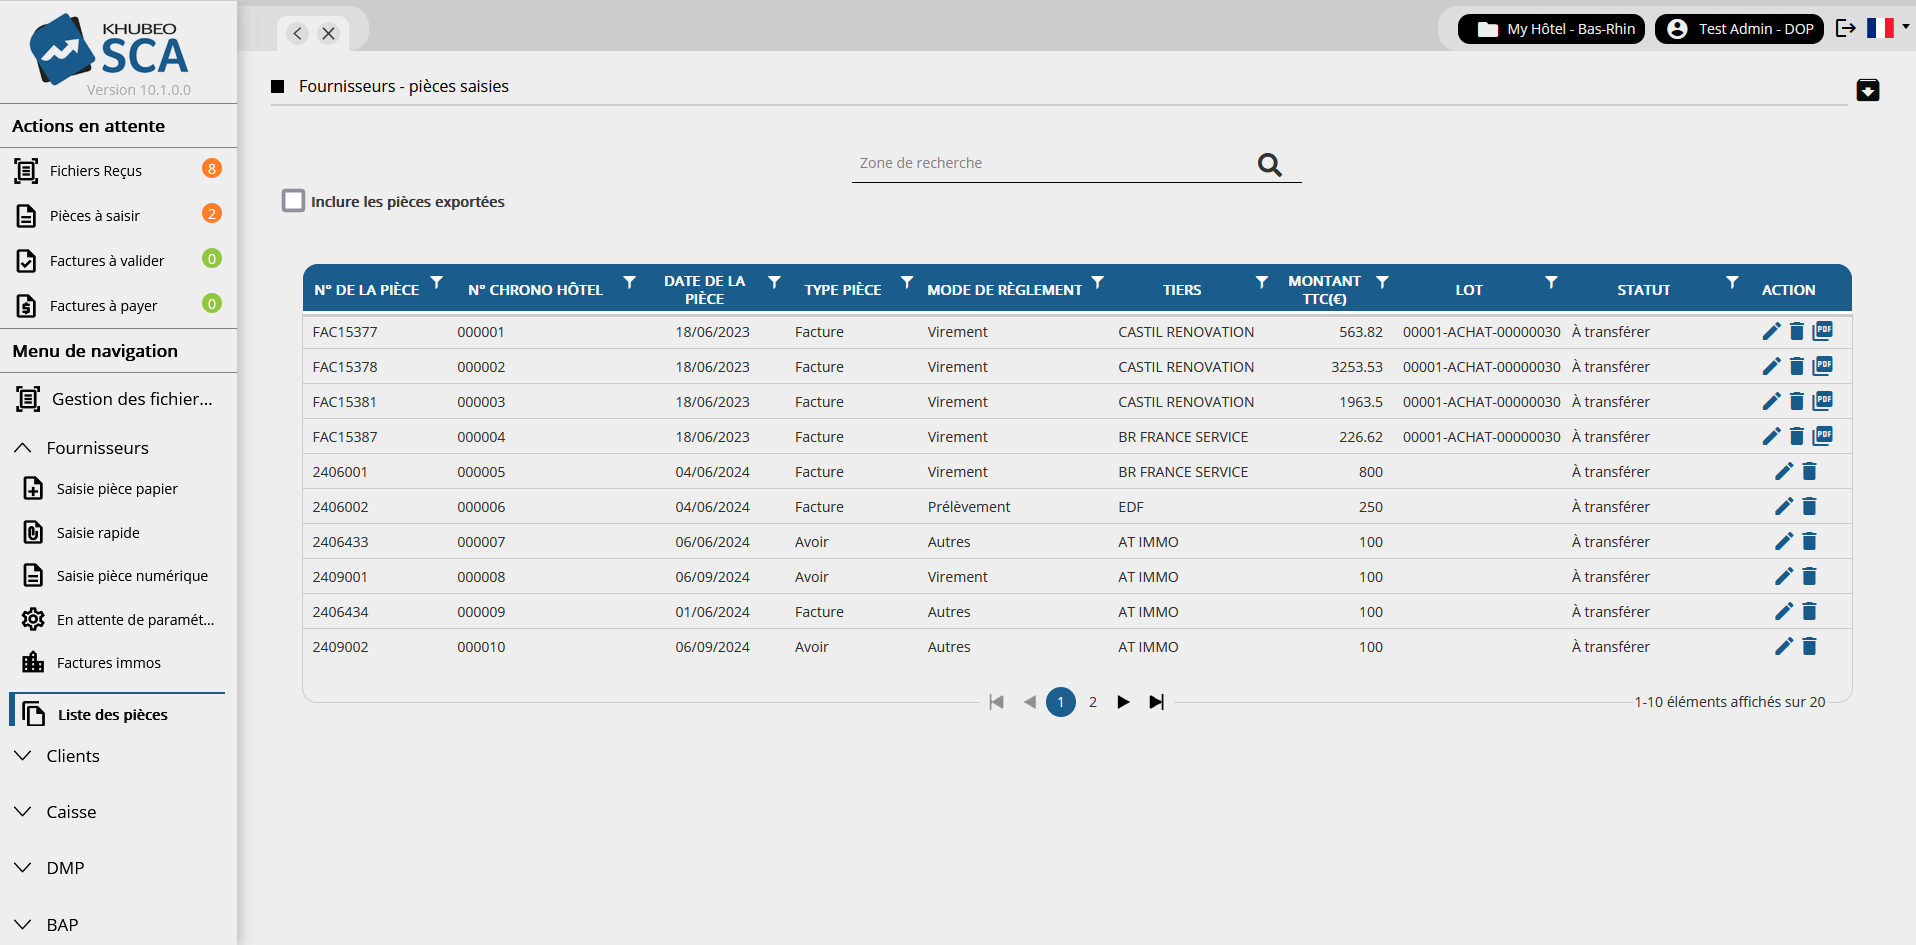 KHUBEO
SCA
Version 10.1.0.0
My Hôtel - Bas-Rhin
Test Admin - DOP
Actions en attente
Fichiers Reçus 8
Pièces à saisir 2
Factures à valider 0
Factures à payer 0
Menu de navigation
Gestion des fichier...
Fournisseurs
Saisie pièce papier
Saisie rapide
Saisie pièce numérique
En attente de paramét...
Factures immos
Liste des pièces
Clients
Caisse
DMP
BAP
Fournisseurs - pièces saisies
Zone de recherche
Inclure les pièces exportées
N° DE LA PIÈCE N° CHRONO HÔTEL DATE DE LA PIÈCE TYPE PIÈCE MODE DE RÈGLEMENT TIERS MONTANT TTC(€) LOT STATUT ACTION
FAC15377 000001 18/06/2023 Facture Virement CASTIL RENOVATION 563.82 00001-ACHAT-00000030 À transférer PDF
FAC15378 000002 18/06/2023 Facture Virement CASTIL RENOVATION 3253.53 00001-ACHAT-00000030 À transférer PDF
FAC15381 000003 18/06/2023 Facture Virement CASTIL RENOVATION 1963.5 00001-ACHAT-00000030 À transférer PDF
FAC15387 000004 18/06/2023 Facture Virement BR FRANCE SERVICE 226.62 00001-ACHAT-00000030 À transférer PDF
2406001 000005 04/06/2024 Facture Virement BR FRANCE SERVICE 800 À transférer
2406002 000006 04/06/2024 Facture Prélèvement EDF 250 À transférer
2406433 000007 06/06/2024 Avoir Autres AT IMMO 100 À transférer
2409001 000008 06/09/2024 Avoir Virement AT IMMO 100 À transférer
2406434 000009 01/06/2024 Facture Autres AT IMMO 100 À transférer
2409002 000010 06/09/2024 Avoir Autres AT IMMO 100 À transférer
1 2
1-10 éléments affichés sur 20